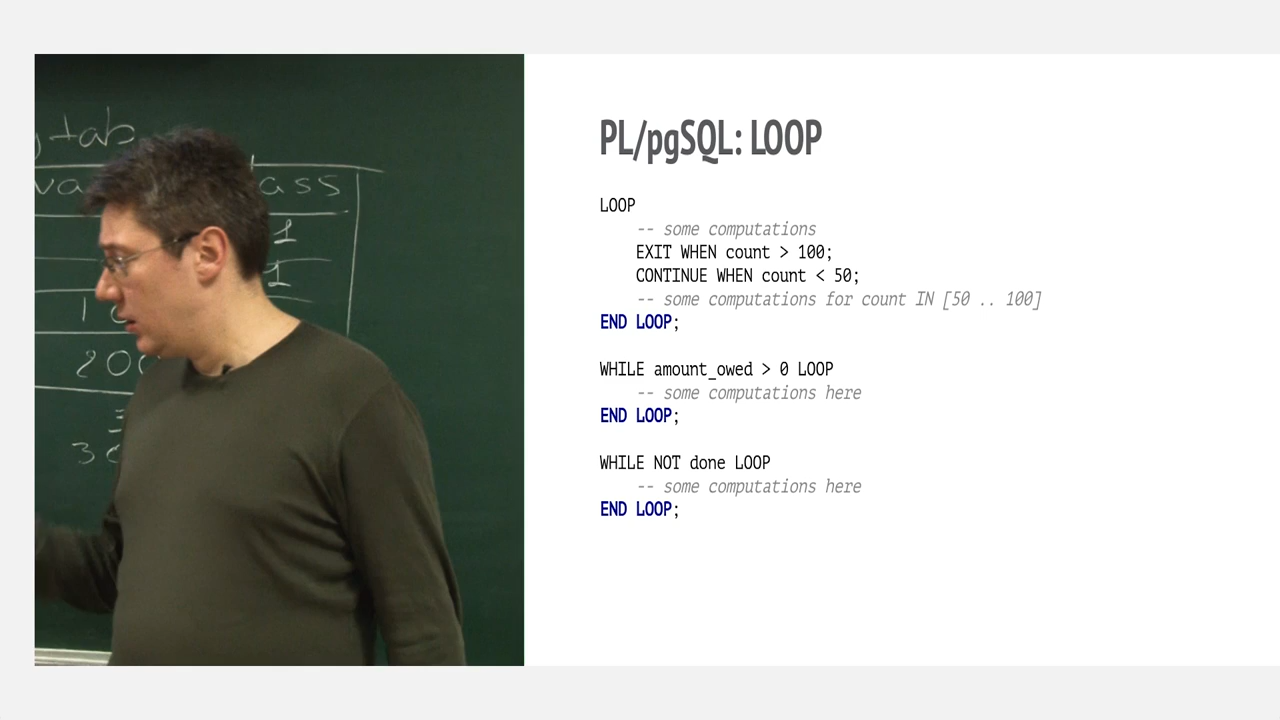 PL/pgSQL: LOOP
LOOP
-- some computations
EXIT WHEN count > 100;
CONTINUE WHEN count < 50;
-- some computations for count IN [50 .. 100]
END LOOP;
WHILE amount_owed > 0 LOOP
-- some computations here
END LOOP;
WHILE NOT done LOOP
-- some computations here
END LOOP;
1
1